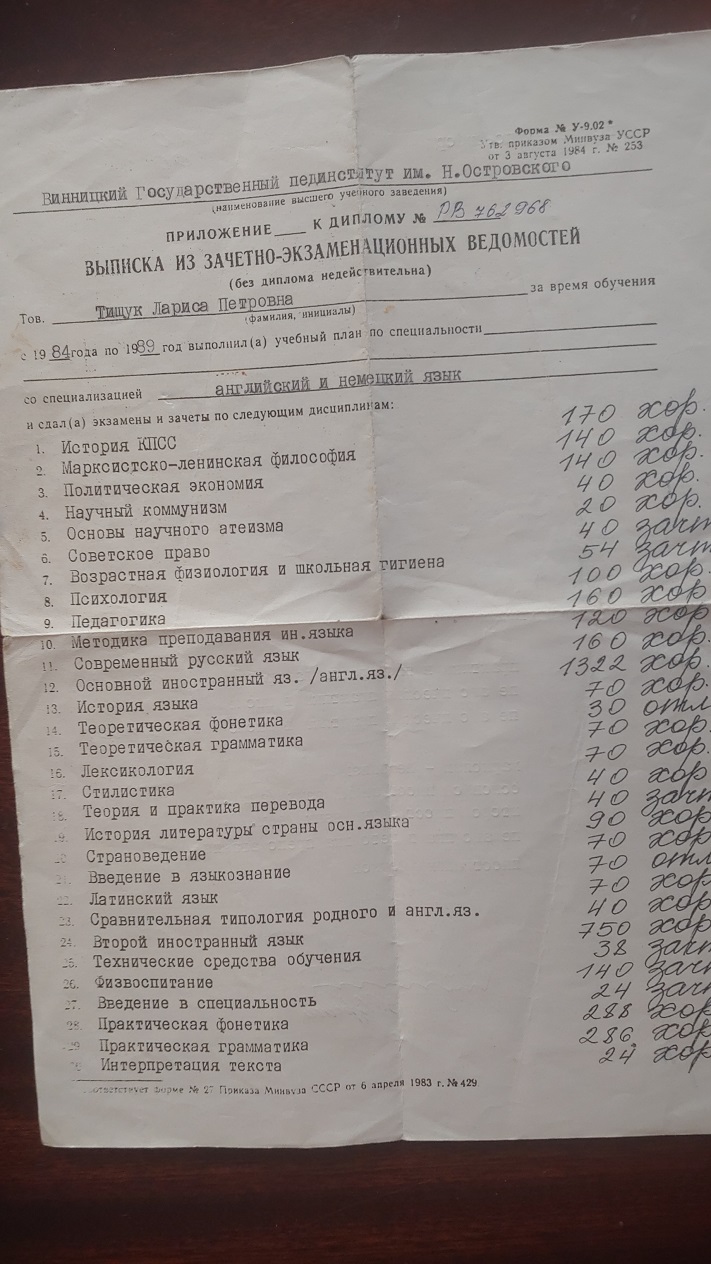 Форма № У-9.02 *
Утв. приказом Минвуза УССР
от 3 августа 1984 г. № 253
Винницкий Государственный пединститут им. Н.Островского
(наименование высшего учебного заведения)
ПРИЛОЖЕНИЕ К ДИПЛОМУ № РВ 762968
ВЫПИСКА ИЗ ЗАЧЕТНО-ЭКЗАМЕНАЦИОННЫХ ВЕДОМОСТЕЙ
(без диплома недействительна)
Тов. Тищук Лариса Петровна за время обучения
(фамилия, инициалы)
с 1984 года по 1989 год выполнил(а) учебный план по специальности
со специализацией английский и немецкий язык
и сдал(а) экзамены и зачеты по следующим дисциплинам:
1. История КПСС 170 хор.
2. Марксистско-ленинская философия 140 хор.
3. Политическая экономия 140 хор.
4. Научный коммунизм 40 хор.
5. Основы научного атеизма 20 хор.
6. Советское право 40 зачт
7. Возрастная физиология и школьная гигиена 54 зачт
8. Психология 100 хор.
9. Педагогика 160 хор
10. Методика преподавания ин.языка 120 хор
11. Современный русский язык 160 хор.
12. Основной иностранный яз. /англ.яз./ 1322 хор.
13. История языка 70 хор.
14. Теоретическая фонетика 30 отл
15. Теоретическая грамматика 70 хор.
16. Лексикология 70 хор.
17. Стилистика 40 хор
18. Теория и практика перевода 40 зачт
19. История литературы страны осн.языка 90 хор
20. Страноведение 70 хор
21. Введение в языкознание 70 отл
22. Латинский язык 70 хор
23. Сравнительная типология родного и англ.яз. 40 хор
24. Второй иностранный язык 750 хор
25. Технические средства обучения 38 зачт
26. Физвоспитание 140 зачт
27. Введение в специальность 24 зачт
28. Практическая фонетика 288 хор
29 Практическая грамматика 286 хор
Интерпретация текста 24 хор
Форме № 27 Приказа Минвуза СССР от 6 апреля 1983 г. № 429